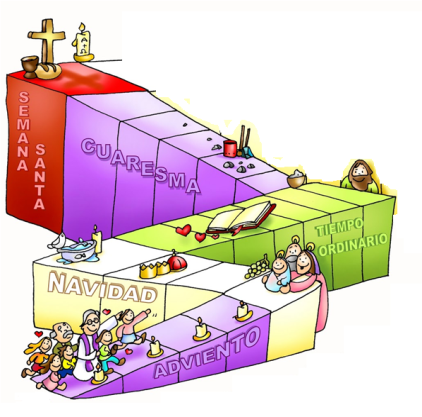 SEMANA
SANTA
CUARESMA
TIEMPO
ORDINARIO
NAVIDAD
ADVIENTO